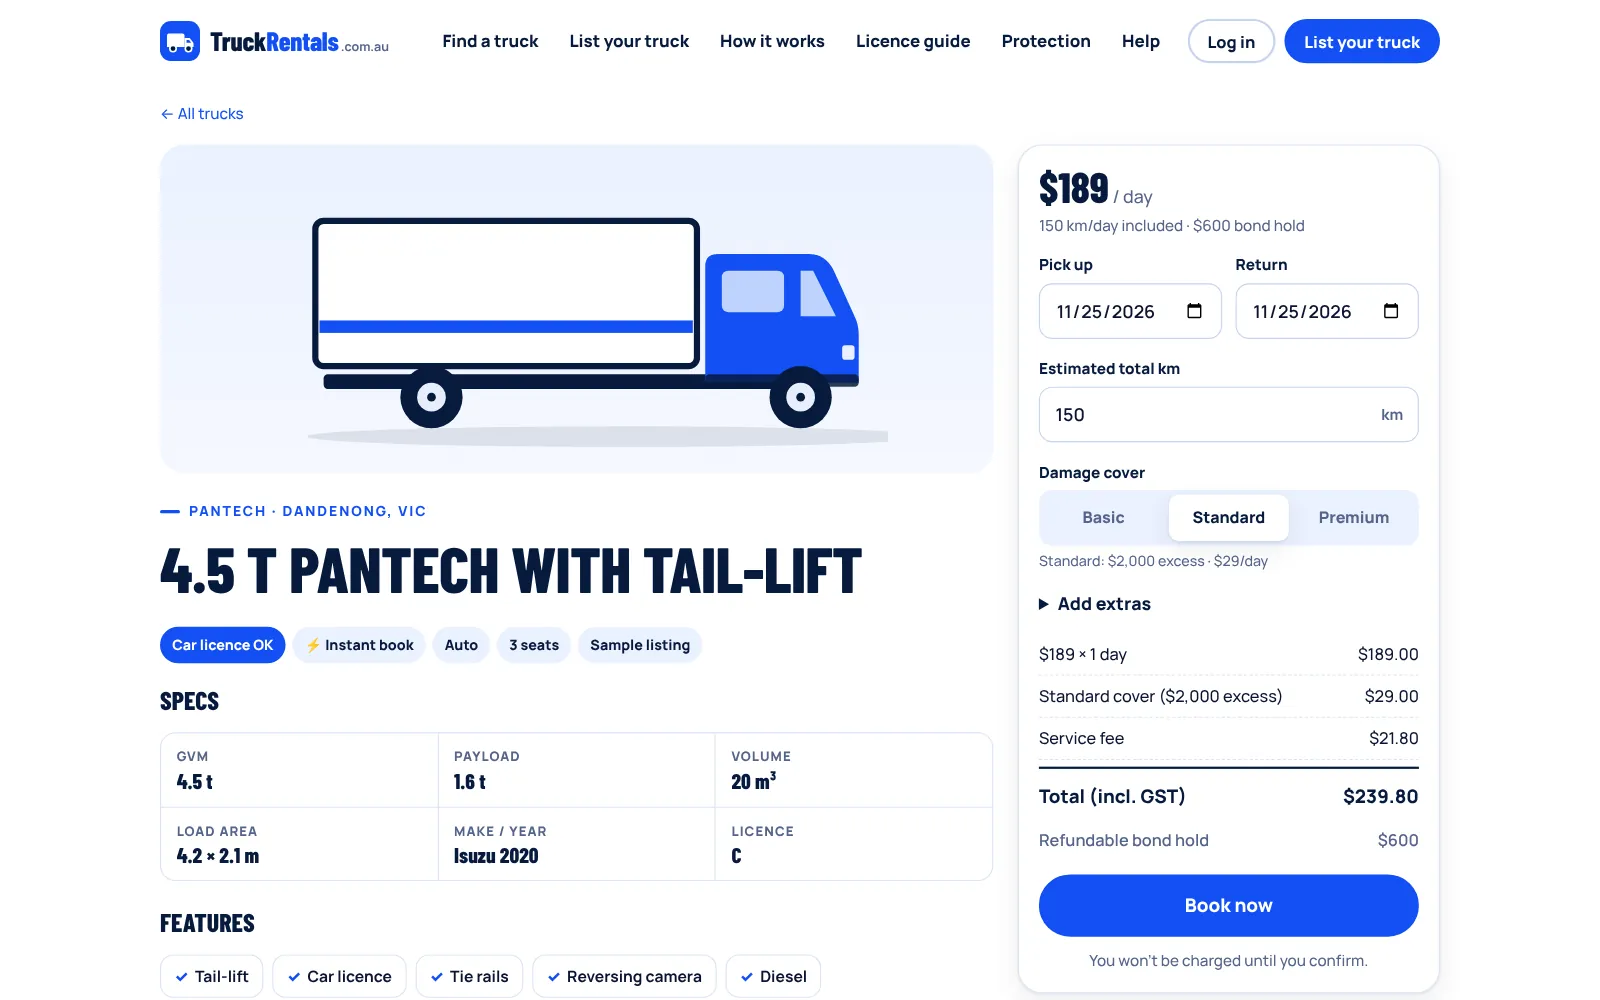 TruckRentals.com.au
Find a truck
List your truck
How it works
Licence guide
Protection
Help
Log in
List your truck
← All trucks
PANTECH · DANDENONG, VIC
4.5 T PANTECH WITH TAIL-LIFT
Car licence OK
⚡ Instant book
Auto
3 seats
Sample listing
SPECS
GVM
4.5 t
PAYLOAD
1.6 t
VOLUME
20 m³
LOAD AREA
4.2 × 2.1 m
MAKE / YEAR
Isuzu 2020
LICENCE
C
FEATURES
✓ Tail-lift
✓ Car licence
✓ Tie rails
✓ Reversing camera
✓ Diesel
$189 / day
150 km/day included · $600 bond hold
Pick up
11/25/2026
Return
11/25/2026
Estimated total km
150 km
Damage cover
Basic
Standard
Premium
Standard: $2,000 excess · $29/day
▶ Add extras
$189 × 1 day $189.00
Standard cover ($2,000 excess) $29.00
Service fee $21.80
Total (incl. GST) $239.80
Refundable bond hold $600
Book now
You won't be charged until you confirm.